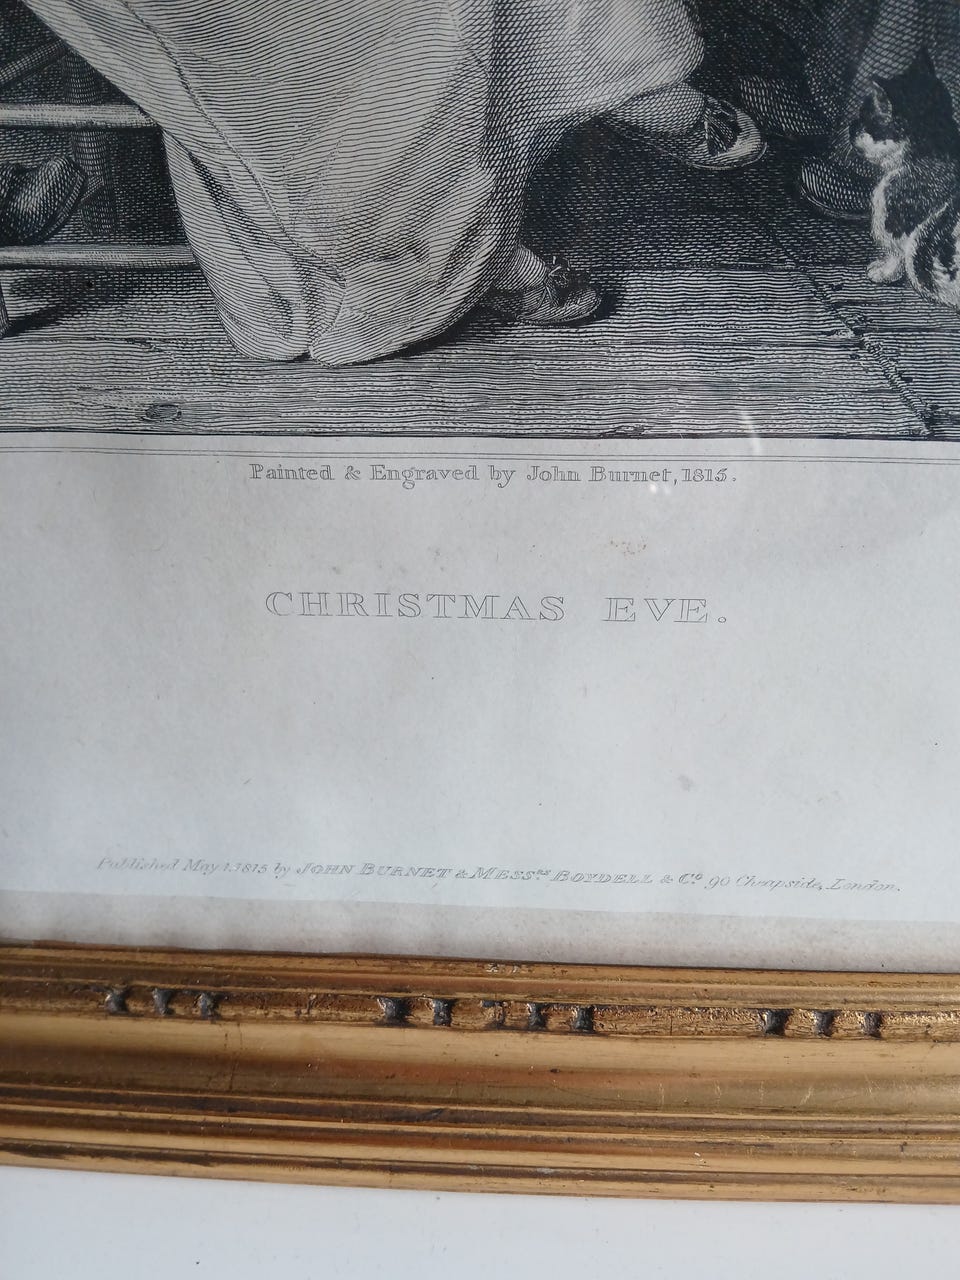 Painted & Engraved by John Burnet, 1815.
CHRISTMAS EVE.
Published May 1, 1815 by JOHN BURNET & MESSRS BOYDELL & Co 90 Cheapside, London.